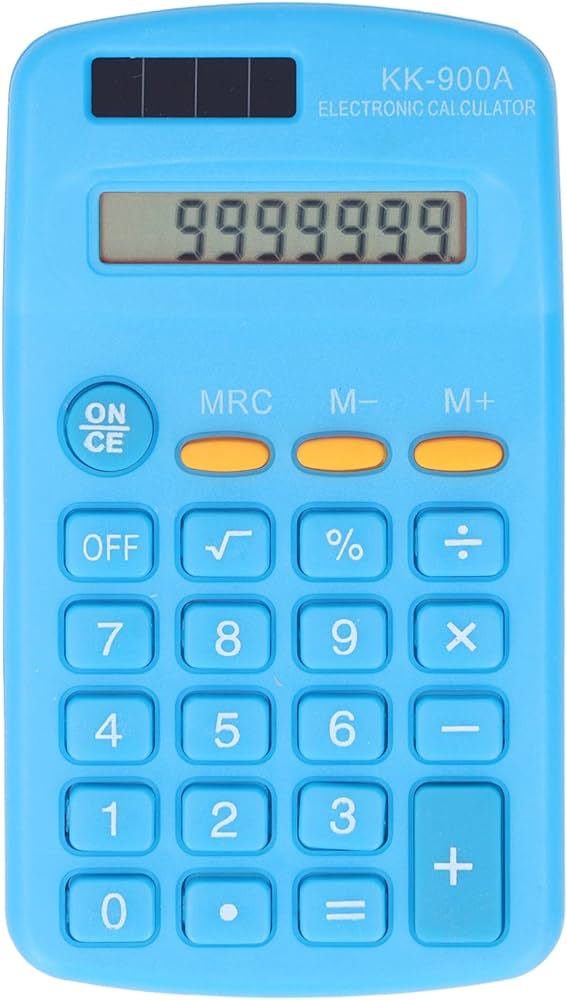 KK-900A
ELECTRONIC CALCULATOR
9999999
MRC M− M+
ON
CE
OFF √ % ÷
7 8 9 ×
4 5 6 −
1 2 3
+
0 . =